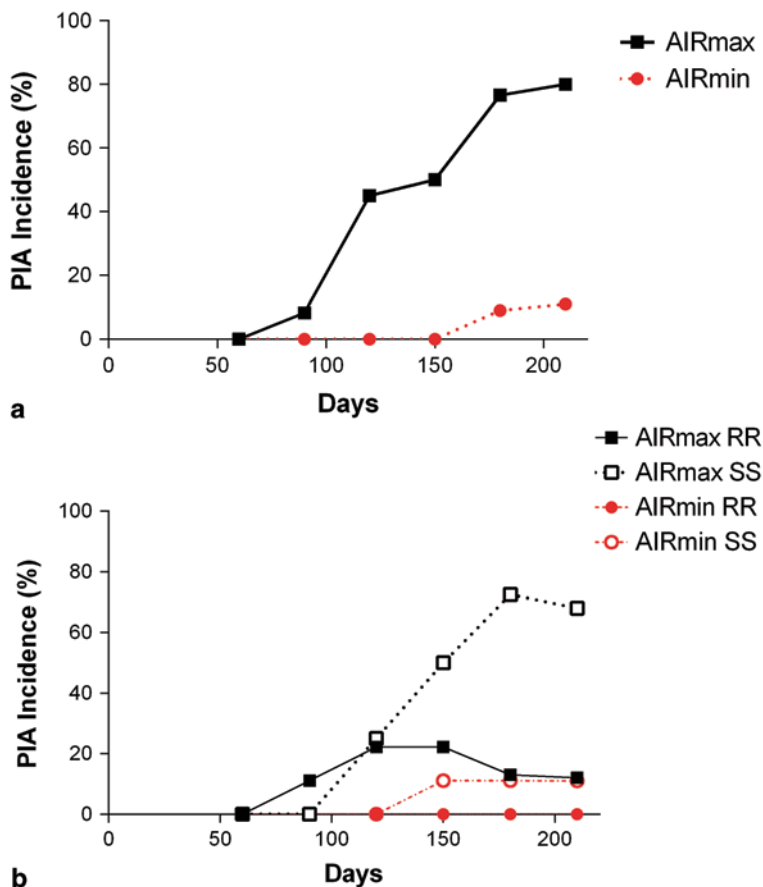 100
80
60
40
20
0
PIA Incidence (%)
0 50 100 150 200
Days
AIRmax
AIRmin
a
AIRmax RR
AIRmax SS
AIRmin RR
AIRmin SS
100
80
60
40
20
0
PIA Incidence (%)
0 50 100 150 200
Days
b